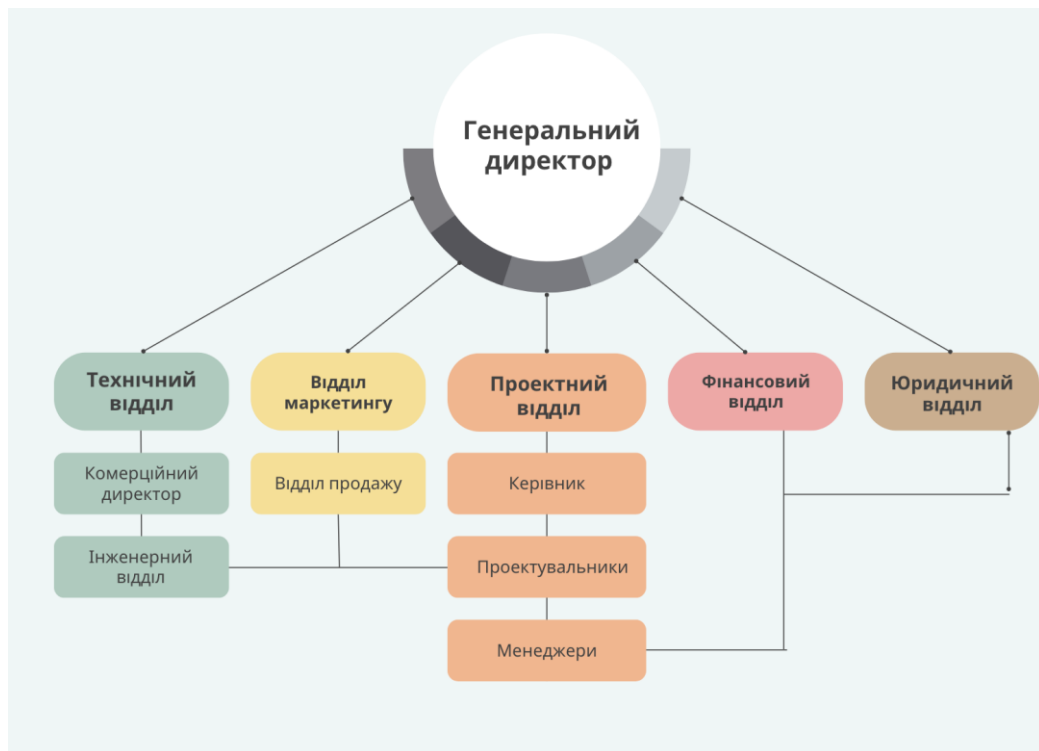 Генеральний
директор
Технічний
відділ
Відділ
маркетингу
Проектний
відділ
Фінансовий
відділ
Юридичний
відділ
Комерційний
директор
Відділ продажу
Керівник
Інженерний
відділ
Проектувальники
Менеджери